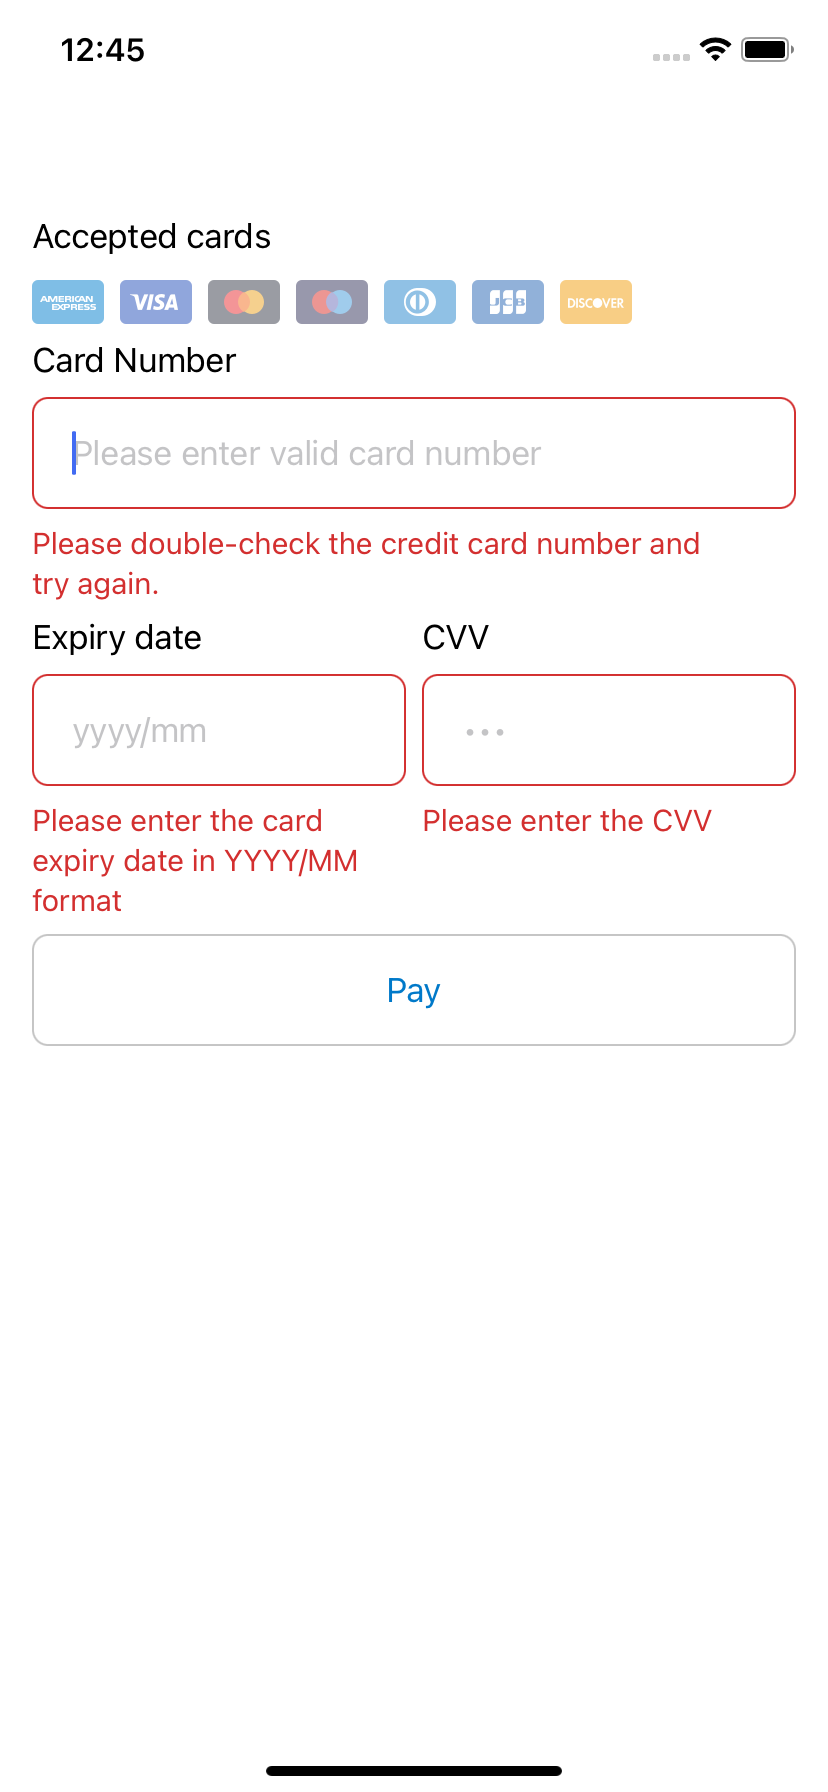 12:45
Accepted cards
AMERICAN
EXPRESS
VISA
JCB
DISCOVER
Card Number
Please enter valid card number
Please double-check the credit card number and
try again.
Expiry date
CVV
yyyy/mm
•••
Please enter the card
expiry date in YYYY/MM
format
Please enter the CVV
Pay